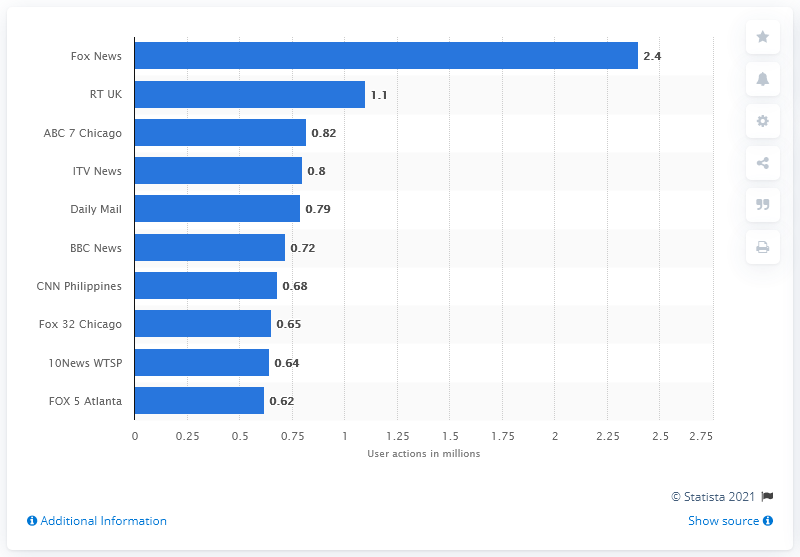 Fox News 2.4
RT UK 1.1
ABC 7 Chicago 0.82
ITV News 0.8
Daily Mail 0.79
BBC News 0.72
CNN Philippines 0.68
Fox 32 Chicago 0.65
10News WTSP 0.64
FOX 5 Atlanta 0.62
0 0.25 0.5 0.75 1 1.25 1.5 1.75 2 2.25 2.5 2.75
User actions in millions
© Statista 2021
Additional Information Show source